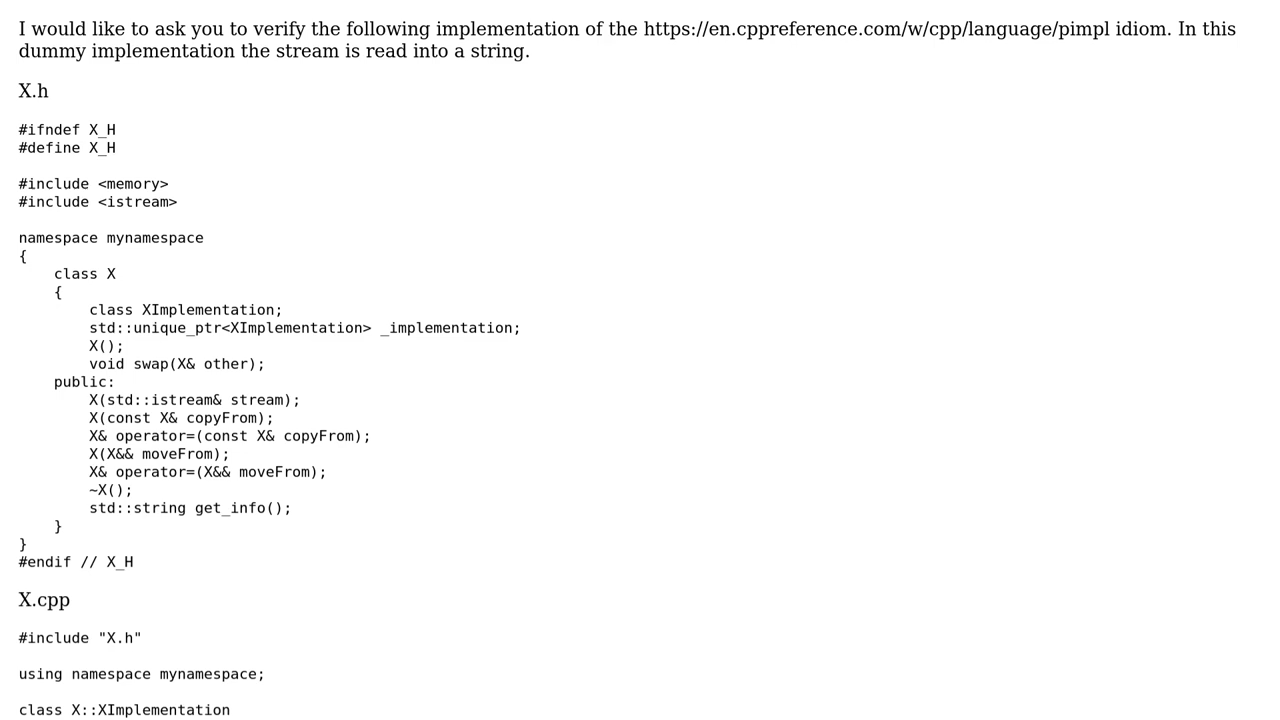 I would like to ask you to verify the following implementation of the https://en.cppreference.com/w/cpp/language/pimpl idiom. In this
dummy implementation the stream is read into a string.
X.h
#ifndef X_H
#define X_H
#include <memory>
#include <istream>
namespace mynamespace
{
    class X
    {
        class XImplementation;
        std::unique_ptr<XImplementation> _implementation;
        X();
        void swap(X& other);
    public:
        X(std::istream& stream);
        X(const X& copyFrom);
        X& operator=(const X& copyFrom);
        X(X&& moveFrom);
        X& operator=(X&& moveFrom);
        ~X();
        std::string get_info();
    }
}
#endif // X_H
X.cpp
#include "X.h"
using namespace mynamespace;
class X::XImplementation